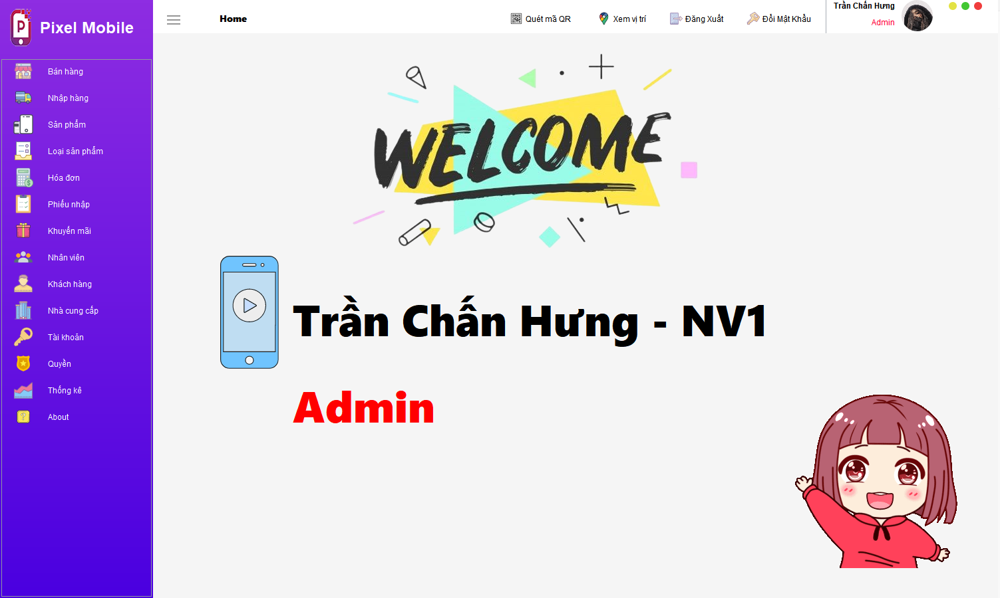 Pixel Mobile
Home
Quét mã QR
Xem vị trí
Đăng Xuất
Đổi Mật Khẩu
Trần Chấn Hưng
Admin
Bán hàng
Nhập hàng
Sản phẩm
Loại sản phẩm
Hóa đơn
Phiếu nhập
Khuyến mãi
Nhân viên
Khách hàng
Nhà cung cấp
Tài khoản
Quyền
Thống kê
About
WELCOME
Trần Chấn Hưng - NV1
Admin